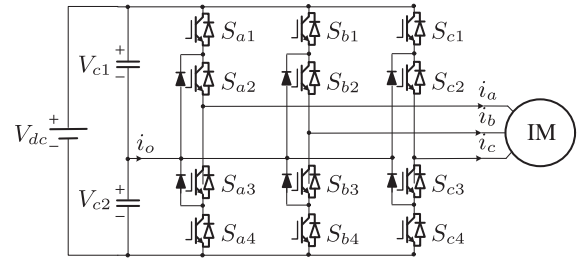 S_{a1} S_{b1} S_{c1}
+ V_{c1} −
S_{a2} S_{b2} S_{c2}
i_a
+ V_{dc} −
i_b
IM
i_o
i_c
+ V_{c2} −
S_{a3} S_{b3} S_{c3}
S_{a4} S_{b4} S_{c4}